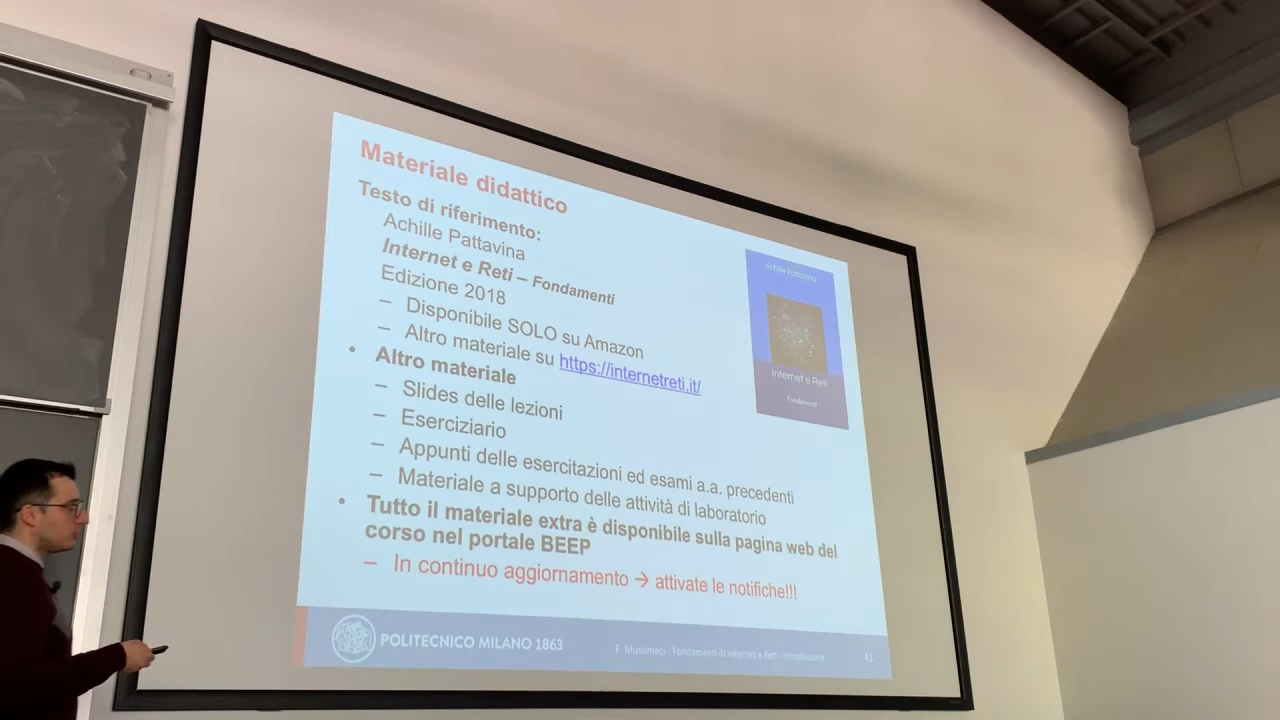 Materiale didattico
Testo di riferimento:
Achille Pattavina
Internet e Reti – Fondamenti
Edizione 2018
– Disponibile SOLO su Amazon
– Altro materiale su https://internetreti.it/
• Altro materiale
– Slides delle lezioni
– Eserciziario
– Appunti delle esercitazioni ed esami a.a. precedenti
– Materiale a supporto delle attività di laboratorio
• Tutto il materiale extra è disponibile sulla pagina web del
corso nel portale BEEP
– In continuo aggiornamento → attivate le notifiche!!!
Achille Pattavina
Internet e Reti
Fondamenti
POLITECNICO MILANO 1863
F. Musumeci - Fondamenti di Internet e Reti - Introduzione